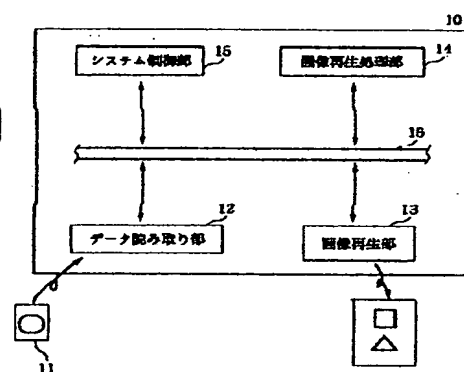 10
システム制御部 15
画像再生処理部 14
16
データ読み取り部 12
画像再生部 13
11